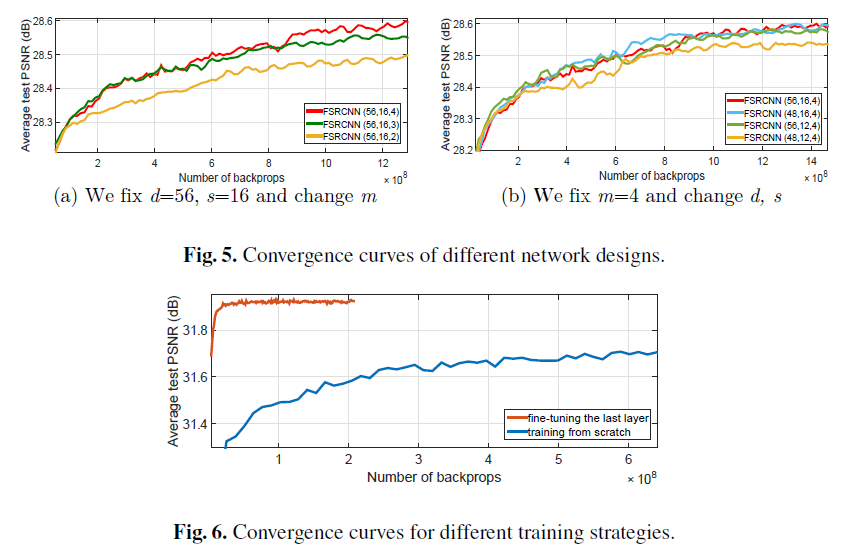 28.6
28.5
28.4
28.3
Average test PSNR (dB)
FSRCNN (56,16,4)
FSRCNN (56,16,3)
FSRCNN (56,16,2)
2 4 6 8 10 12
Number of backprops
× 10⁸
(a) We fix d=56, s=16 and change m
28.6
28.5
28.4
28.3
28.2
Average test PSNR (dB)
FSRCNN (56,16,4)
FSRCNN (48,16,4)
FSRCNN (56,12,4)
FSRCNN (48,12,4)
2 4 6 8 10 12 14
Number of backprops
× 10⁸
(b) We fix m=4 and change d, s
Fig. 5. Convergence curves of different network designs.
31.8
31.6
31.4
Average test PSNR (dB)
fine-tuning the last layer
training from scratch
1 2 3 4 5 6
Number of backprops
× 10⁸
Fig. 6. Convergence curves for different training strategies.